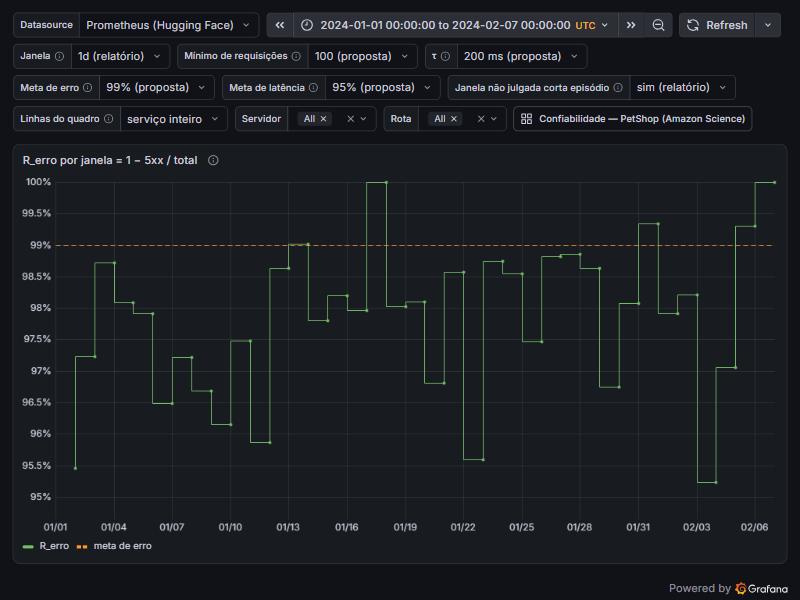 Datasource Prometheus (Hugging Face) 2024-01-01 00:00:00 to 2024-02-07 00:00:00 UTC Refresh
Janela 1d (relatório) Mínimo de requisições 100 (proposta) τ 200 ms (proposta)
Meta de erro 99% (proposta) Meta de latência 95% (proposta) Janela não julgada corta episódio sim (relatório)
Linhas do quadro serviço inteiro Servidor All Rota All Confiabilidade — PetShop (Amazon Science)
R_erro por janela = 1 − 5xx / total
100%
99.5%
99%
98.5%
98%
97.5%
97%
96.5%
96%
95.5%
95%
01/01 01/04 01/07 01/10 01/13 01/16 01/19 01/22 01/25 01/28 01/31 02/03 02/06
R_erro meta de erro
Powered by Grafana